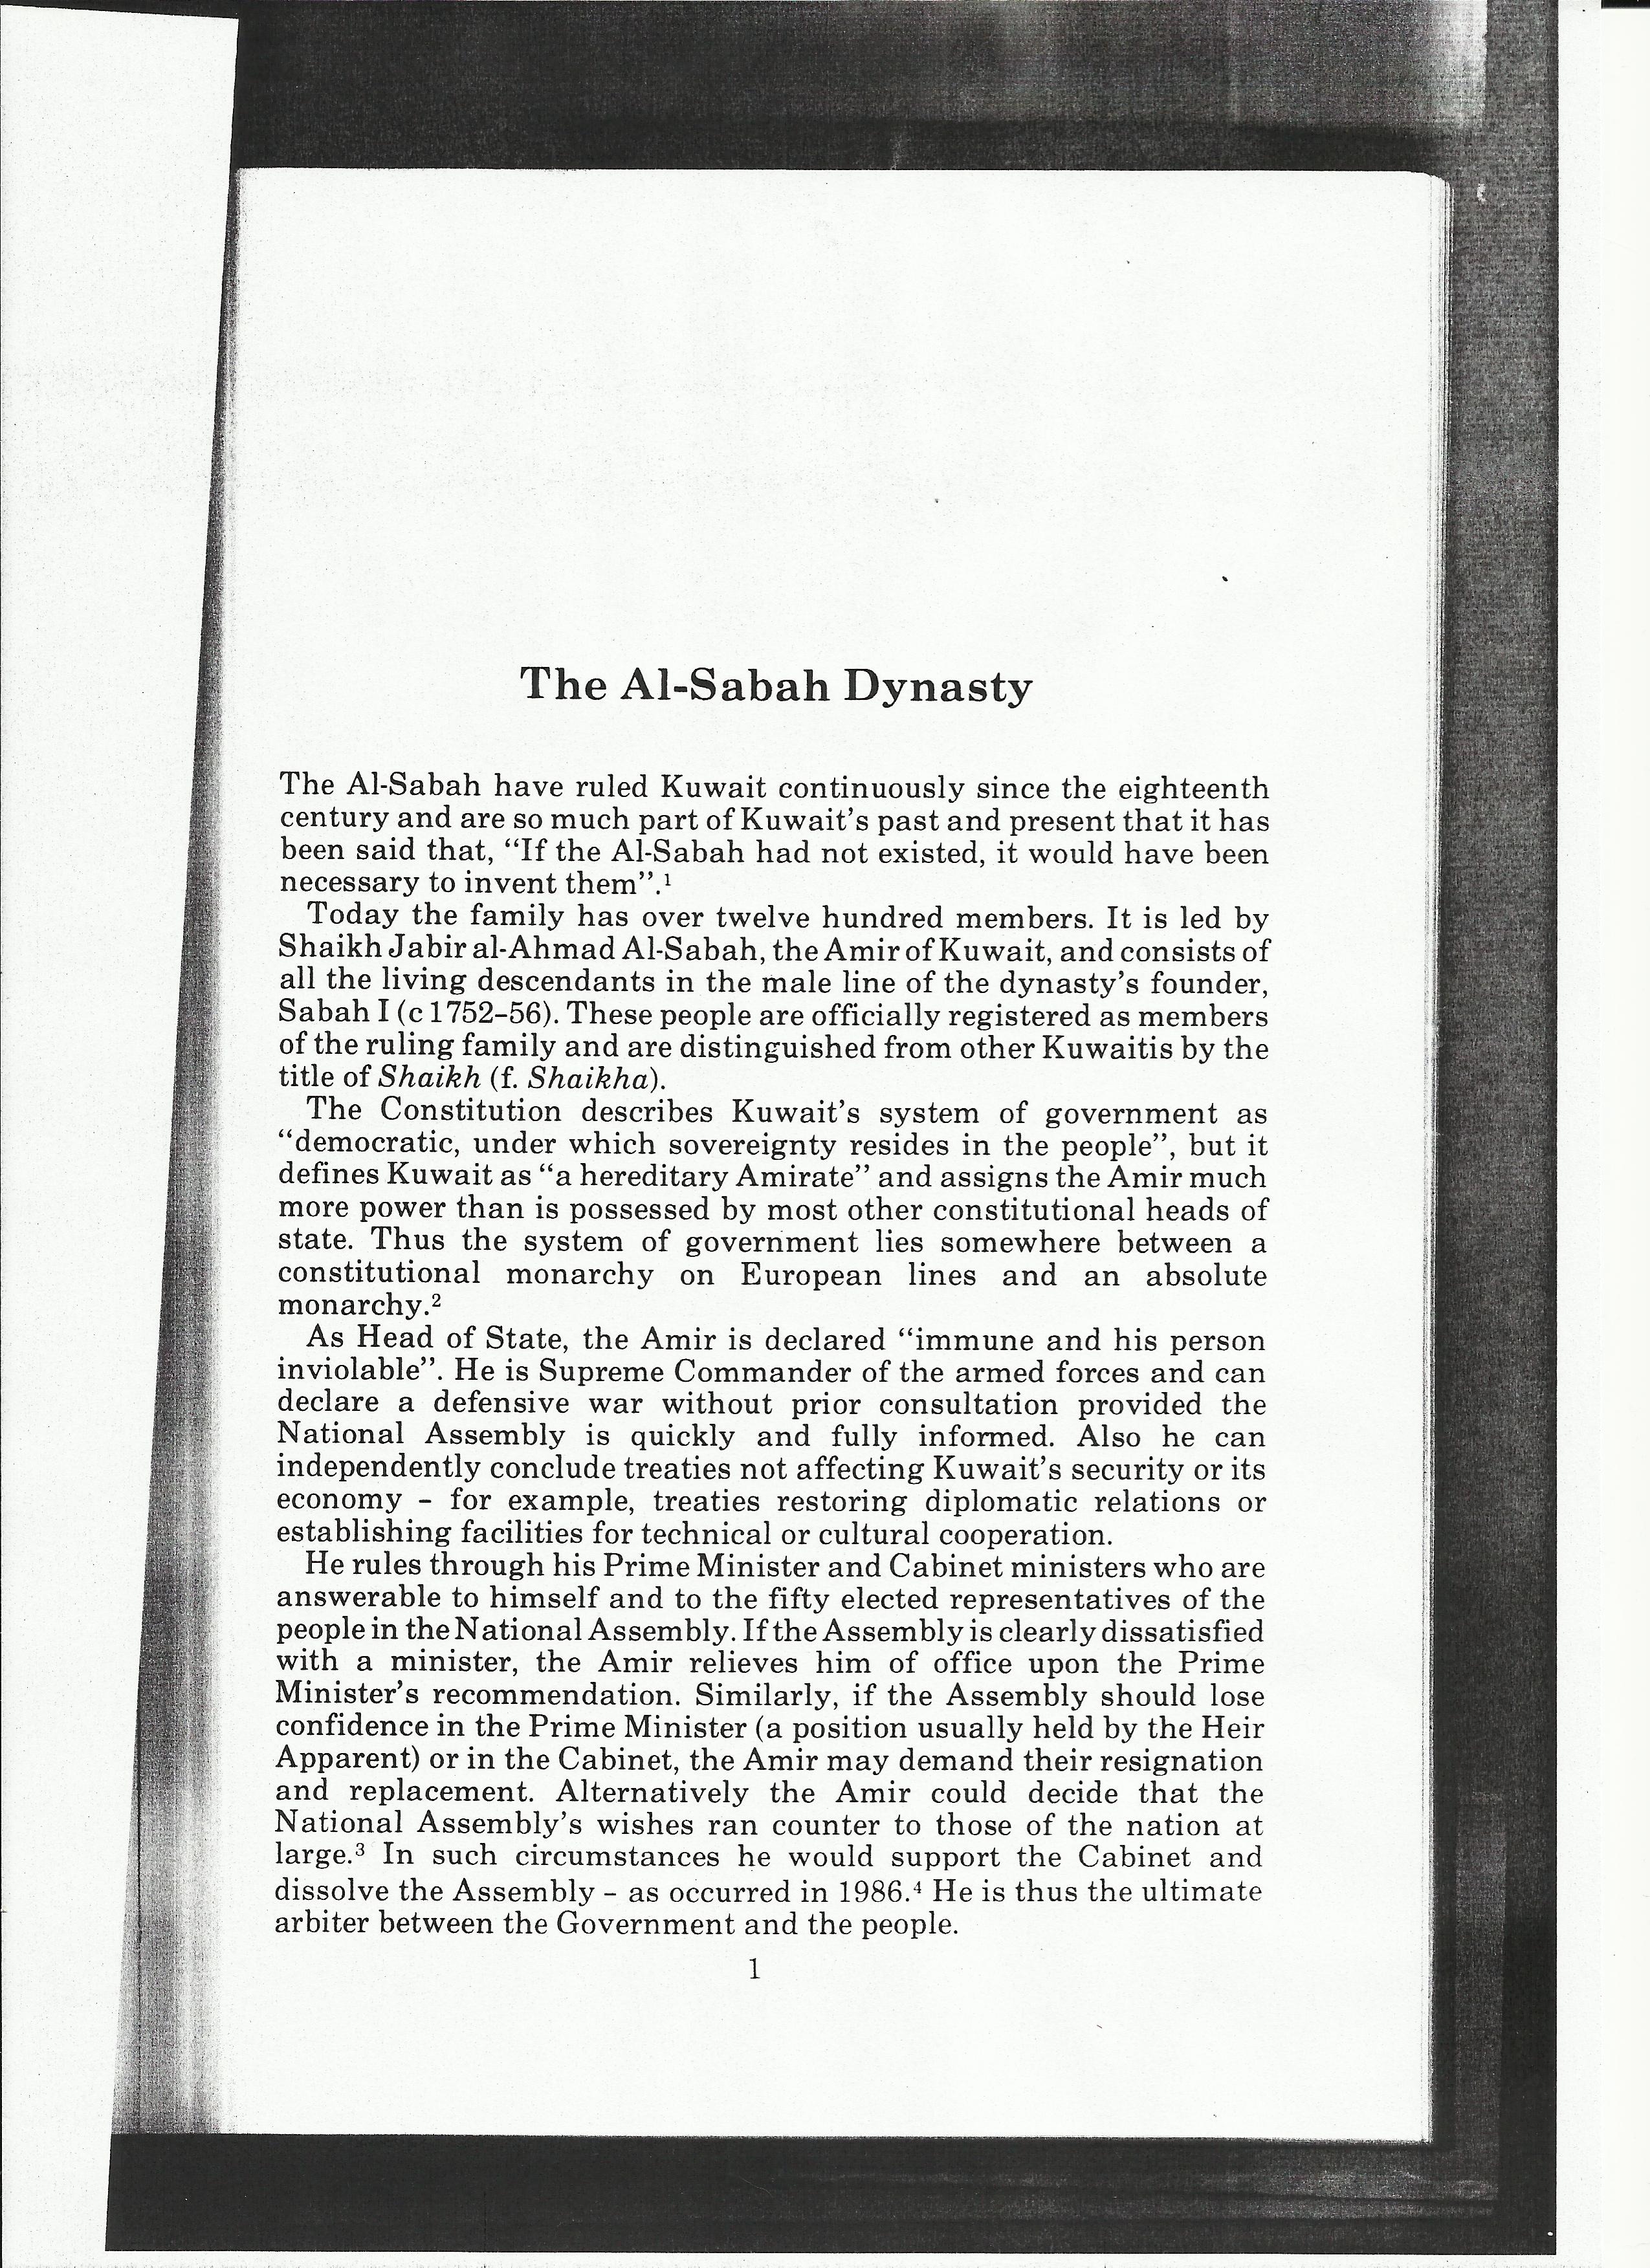 The Al-Sabah Dynasty
The Al-Sabah have ruled Kuwait continuously since the eighteenth
century and are so much part of Kuwait's past and present that it has
been said that, “If the Al-Sabah had not existed, it would have been
necessary to invent them”.¹
Today the family has over twelve hundred members. It is led by
Shaikh Jabir al-Ahmad Al-Sabah, the Amir of Kuwait, and consists of
all the living descendants in the male line of the dynasty's founder,
Sabah I (c 1752–56). These people are officially registered as members
of the ruling family and are distinguished from other Kuwaitis by the
title of Shaikh (f. Shaikha).
The Constitution describes Kuwait's system of government as
“democratic, under which sovereignty resides in the people”, but it
defines Kuwait as “a hereditary Amirate” and assigns the Amir much
more power than is possessed by most other constitutional heads of
state. Thus the system of government lies somewhere between a
constitutional monarchy on European lines and an absolute
monarchy.²
As Head of State, the Amir is declared “immune and his person
inviolable”. He is Supreme Commander of the armed forces and can
declare a defensive war without prior consultation provided the
National Assembly is quickly and fully informed. Also he can
independently conclude treaties not affecting Kuwait's security or its
economy – for example, treaties restoring diplomatic relations or
establishing facilities for technical or cultural cooperation.
He rules through his Prime Minister and Cabinet ministers who are
answerable to himself and to the fifty elected representatives of the
people in the National Assembly. If the Assembly is clearly dissatisfied
with a minister, the Amir relieves him of office upon the Prime
Minister's recommendation. Similarly, if the Assembly should lose
confidence in the Prime Minister (a position usually held by the Heir
Apparent) or in the Cabinet, the Amir may demand their resignation
and replacement. Alternatively the Amir could decide that the
National Assembly's wishes ran counter to those of the nation at
large.³ In such circumstances he would support the Cabinet and
dissolve the Assembly – as occurred in 1986.⁴ He is thus the ultimate
arbiter between the Government and the people.
1